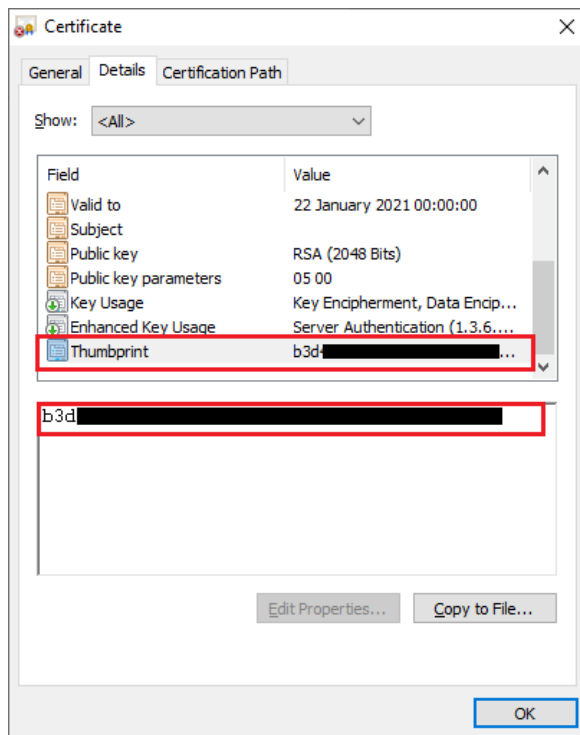 Certificate
General Details Certification Path
Show: <All>
Field Value
Valid to 22 January 2021 00:00:00
Subject
Public key RSA (2048 Bits)
Public key parameters 05 00
Key Usage Key Encipherment, Data Encip...
Enhanced Key Usage Server Authentication (1.3.6....
Thumbprint b3d ...
b3d
Edit Properties... Copy to File...
OK